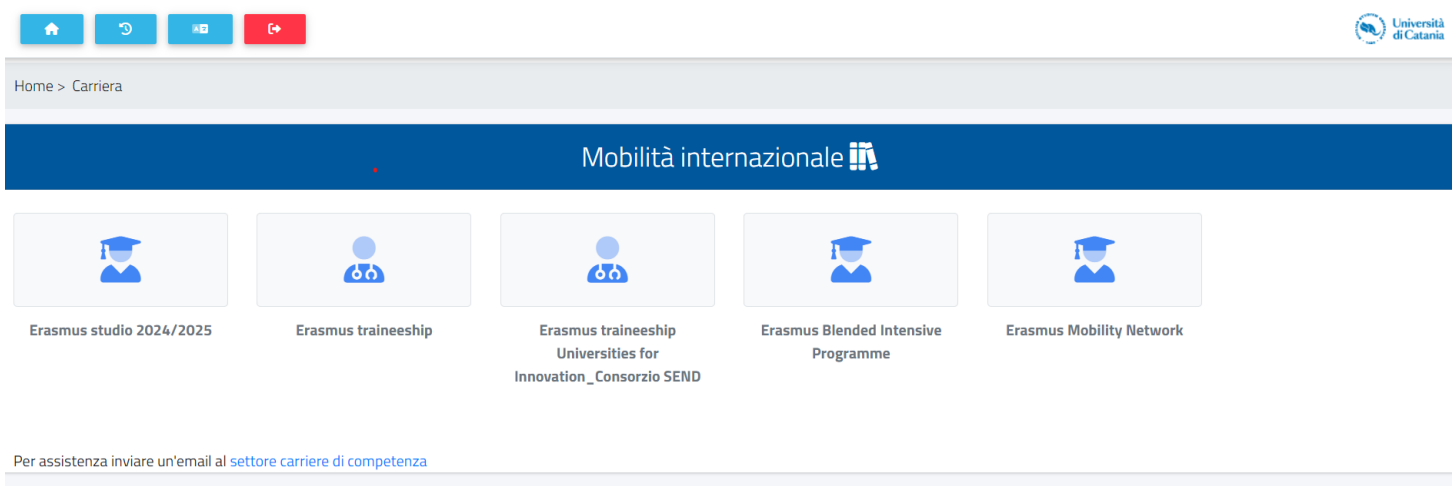 Università
di Catania
Home > Carriera
Mobilità internazionale
Erasmus studio 2024/2025
Erasmus traineeship
Erasmus traineeship
Universities for
Innovation_Consorzio SEND
Erasmus Blended Intensive
Programme
Erasmus Mobility Network
Per assistenza inviare un'email al settore carriere di competenza